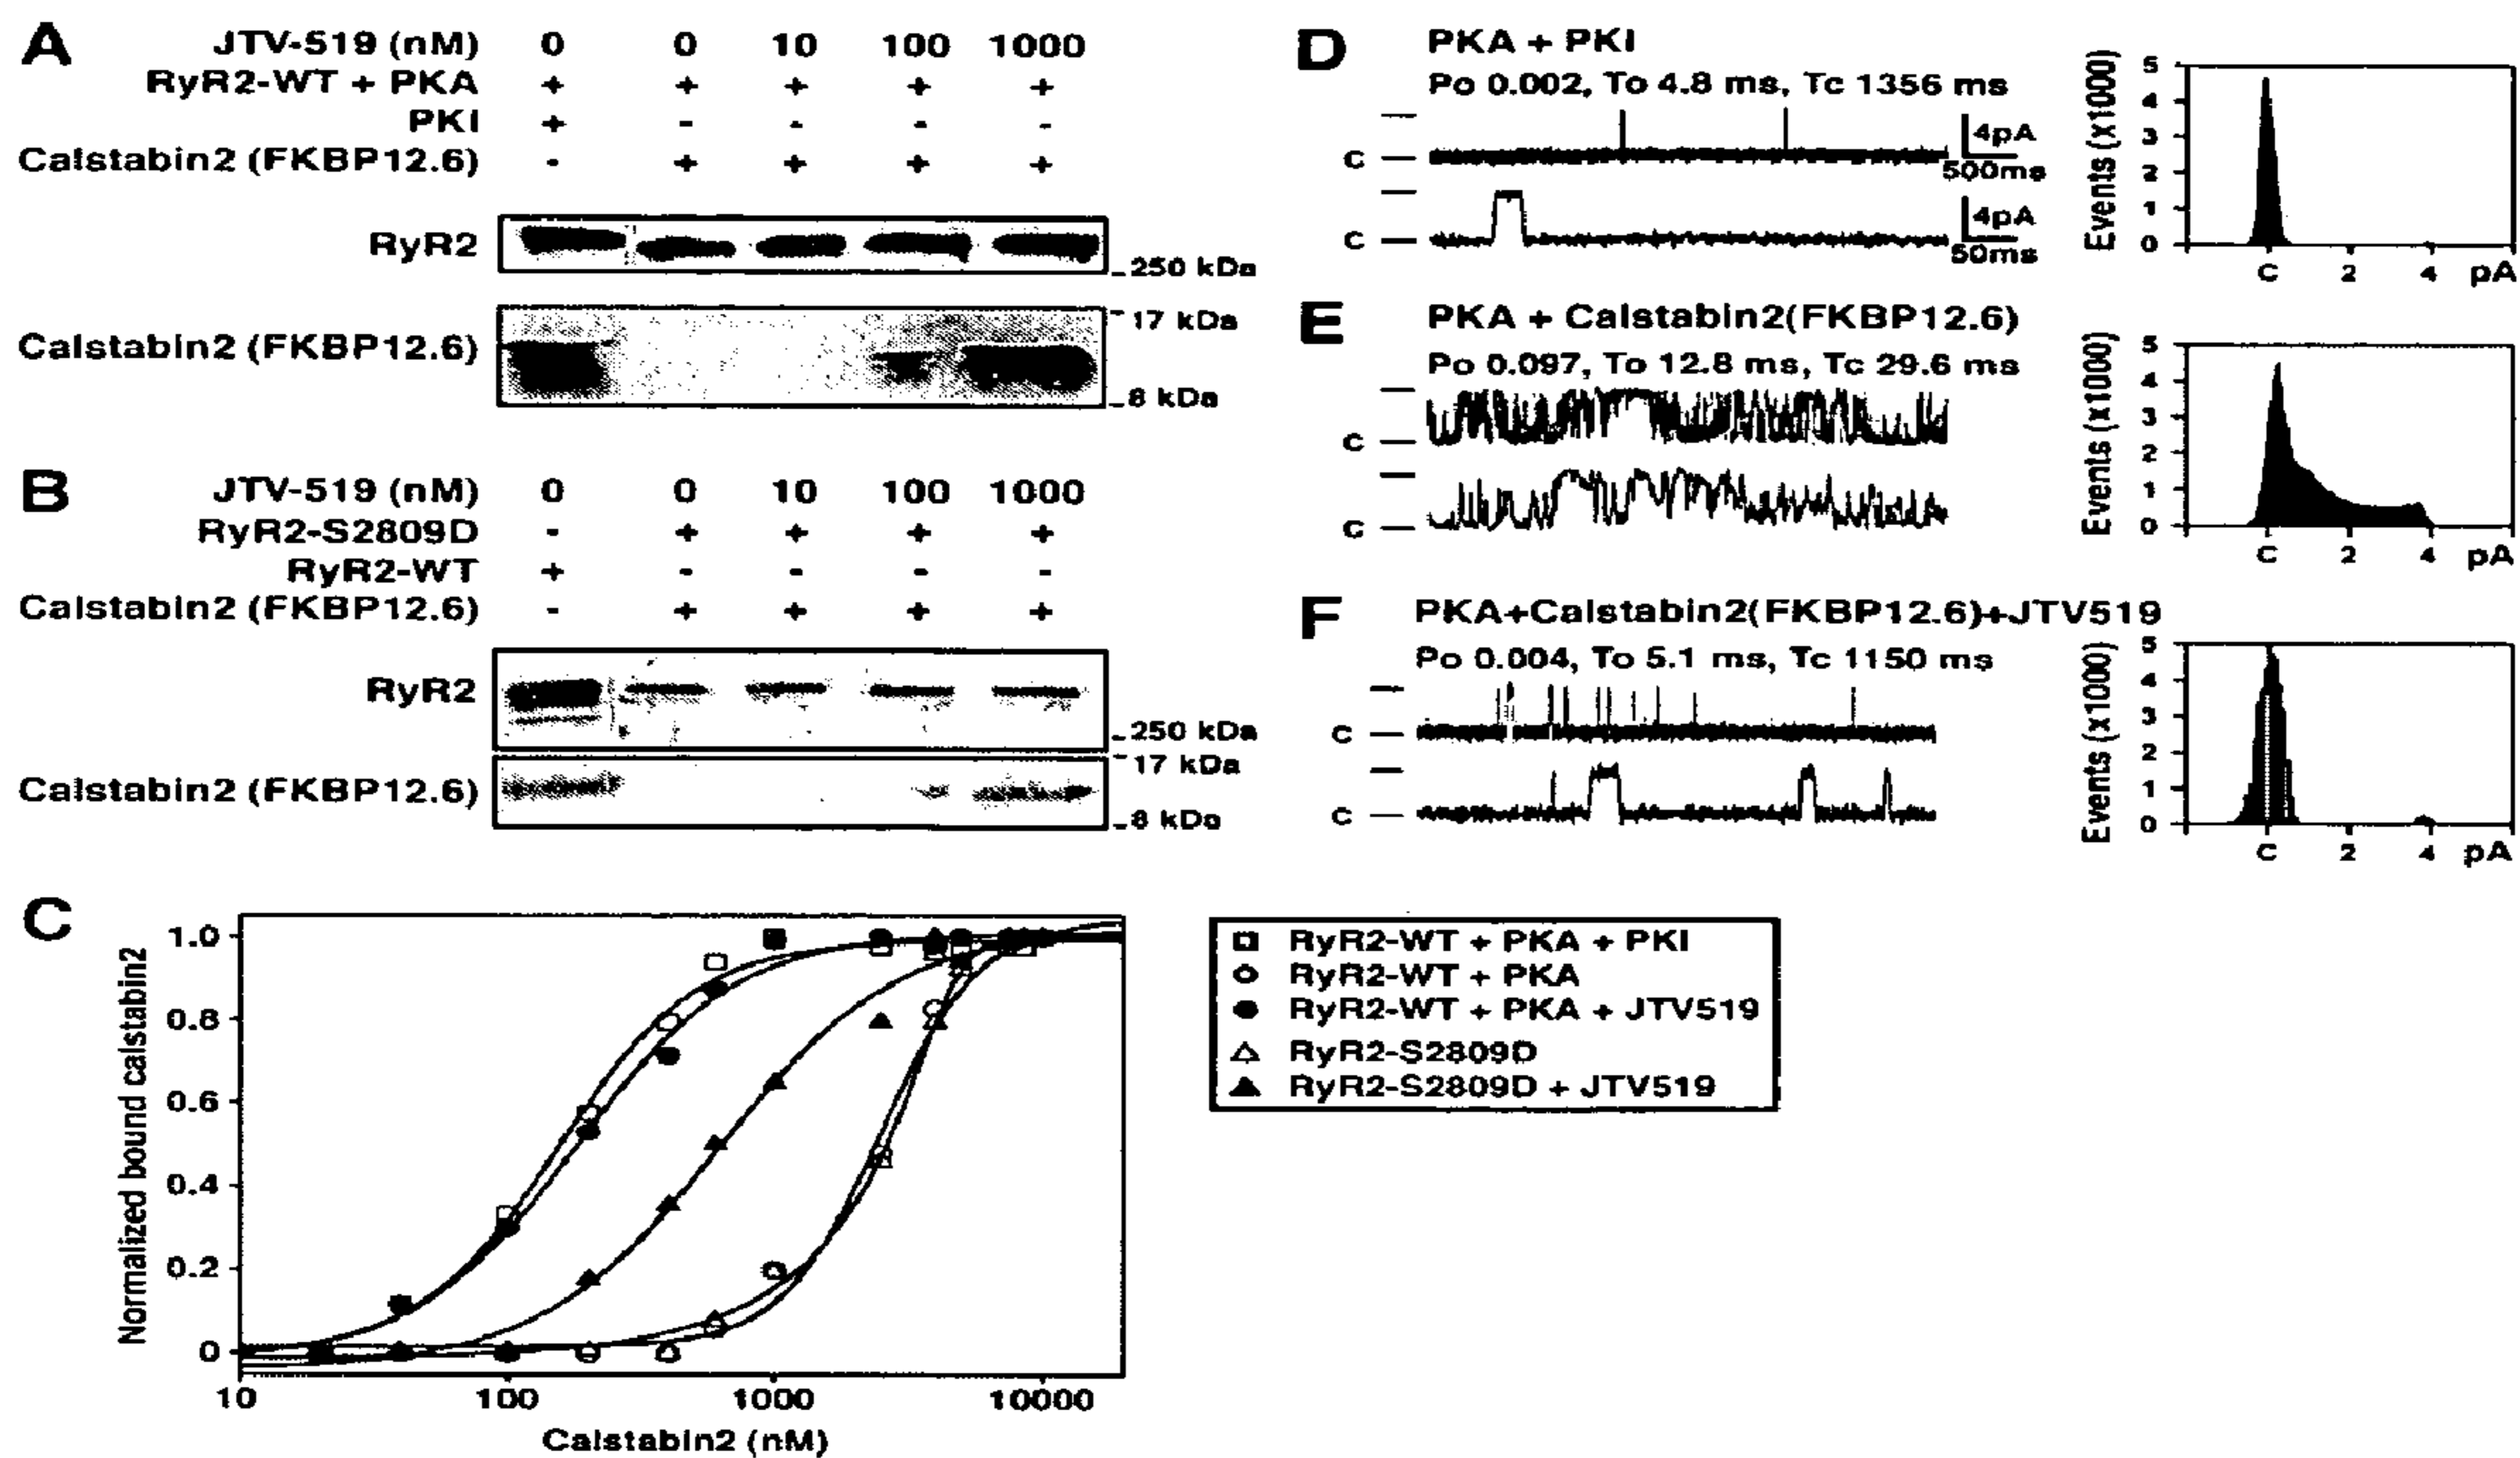 A
JTV-519 (nM) 0 0 10 100 1000
RyR2-WT + PKA + + + + +
PKI + - - - -
Calstabin2 (FKBP12.6) - + + + +
RyR2
250 kDa
17 kDa
Calstabin2 (FKBP12.6)
8 kDa
B
JTV-519 (nM) 0 0 10 100 1000
RyR2-S2809D - + + + +
RyR2-WT + - - - -
Calstabin2 (FKBP12.6) - + + + +
RyR2
250 kDa
17 kDa
Calstabin2 (FKBP12.6)
8 kDa
C
Normalized bound calstabin2
1.0
0.8
0.6
0.4
0.2
0
10 100 1000 10000
Calstabin2 (nM)
RyR2-WT + PKA + PKI
RyR2-WT + PKA
RyR2-WT + PKA + JTV519
RyR2-S2809D
RyR2-S2809D + JTV519
D
PKA + PKI
Po 0.002, To 4.8 ms, Tc 1356 ms
4pA
500ms
C
4pA
50ms
C
Events (x1000)
5
4
3
2
1
0
C 2 4 pA
E
PKA + Calstabin2(FKBP12.6)
Po 0.097, To 12.8 ms, Tc 29.6 ms
C
C
Events (x1000)
5
4
3
2
1
0
C 2 4 pA
F
PKA+Calstabin2(FKBP12.6)+JTV519
Po 0.004, To 5.1 ms, Tc 1150 ms
C
C
Events (x1000)
5
4
3
2
1
0
C 2 4 pA